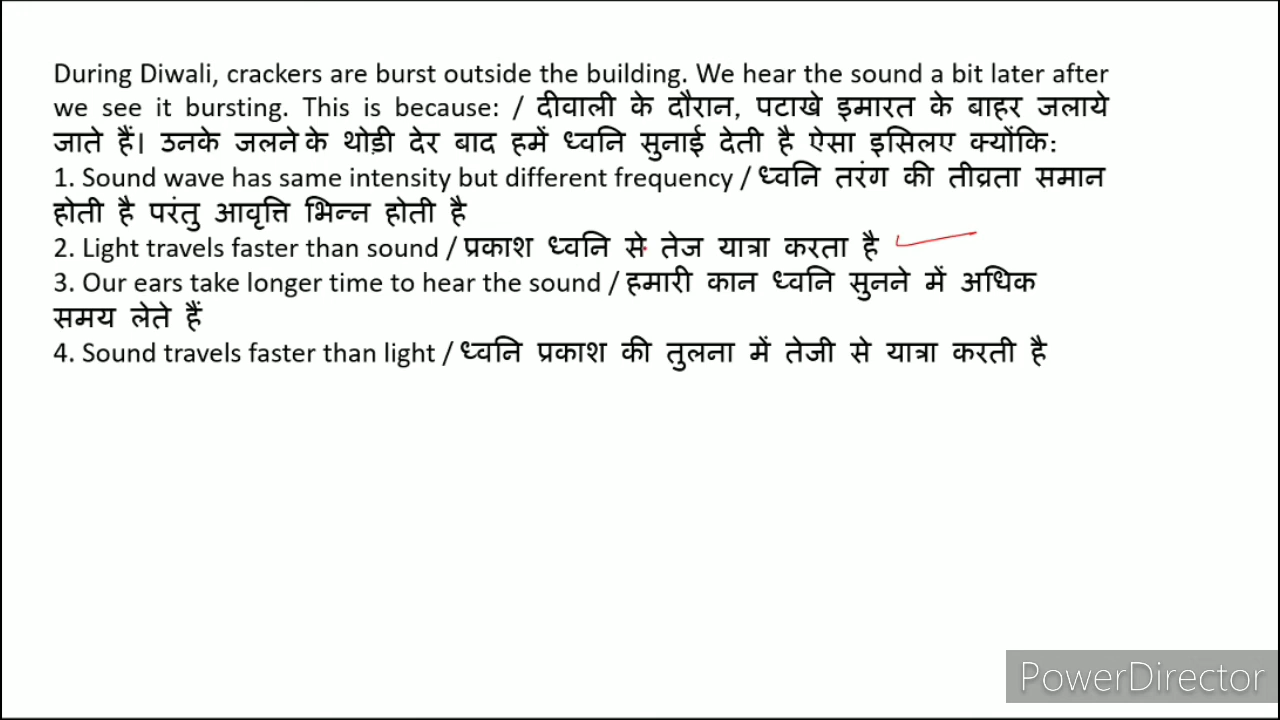 During Diwali, crackers are burst outside the building. We hear the sound a bit later after
we see it bursting. This is because: / दीवाली के दौरान, पटाखे इमारत के बाहर जलाये
जाते हैं। उनके जलने के थोड़ी देर बाद हमें ध्वनि सुनाई देती है ऐसा इसिलए क्योंकि:
1. Sound wave has same intensity but different frequency / ध्वनि तरंग की तीव्रता समान
होती है परंतु आवृत्ति भिन्न होती है
2. Light travels faster than sound / प्रकाश ध्वनि से तेज यात्रा करता है
3. Our ears take longer time to hear the sound / हमारी कान ध्वनि सुनने में अधिक
समय लेते हैं
4. Sound travels faster than light / ध्वनि प्रकाश की तुलना में तेजी से यात्रा करती है
PowerDirector